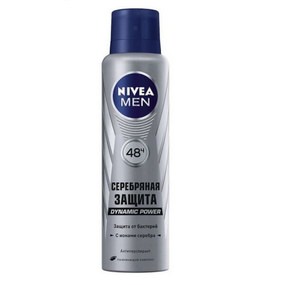 NIVEA
MEN
48ч
СЕРЕБРЯНАЯ
ЗАЩИТА
DYNAMIC POWER
Защита от бактерий
С ионами серебра
Антиперспирант